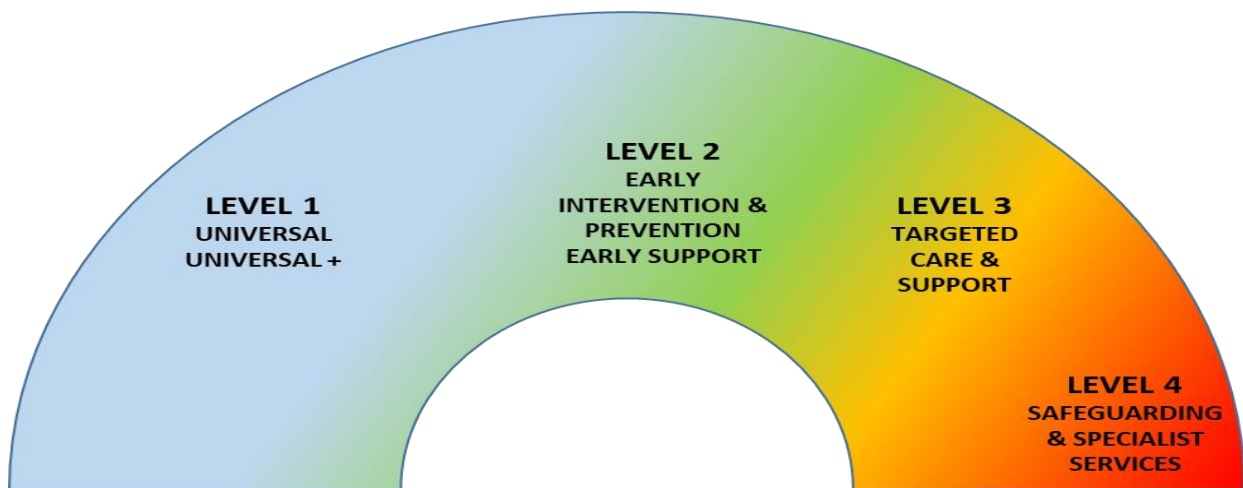 LEVEL 1
UNIVERSAL
UNIVERSAL +
LEVEL 2
EARLY
INTERVENTION &
PREVENTION
EARLY SUPPORT
LEVEL 3
TARGETED
CARE &
SUPPORT
LEVEL 4
SAFEGUARDING
& SPECIALIST
SERVICES